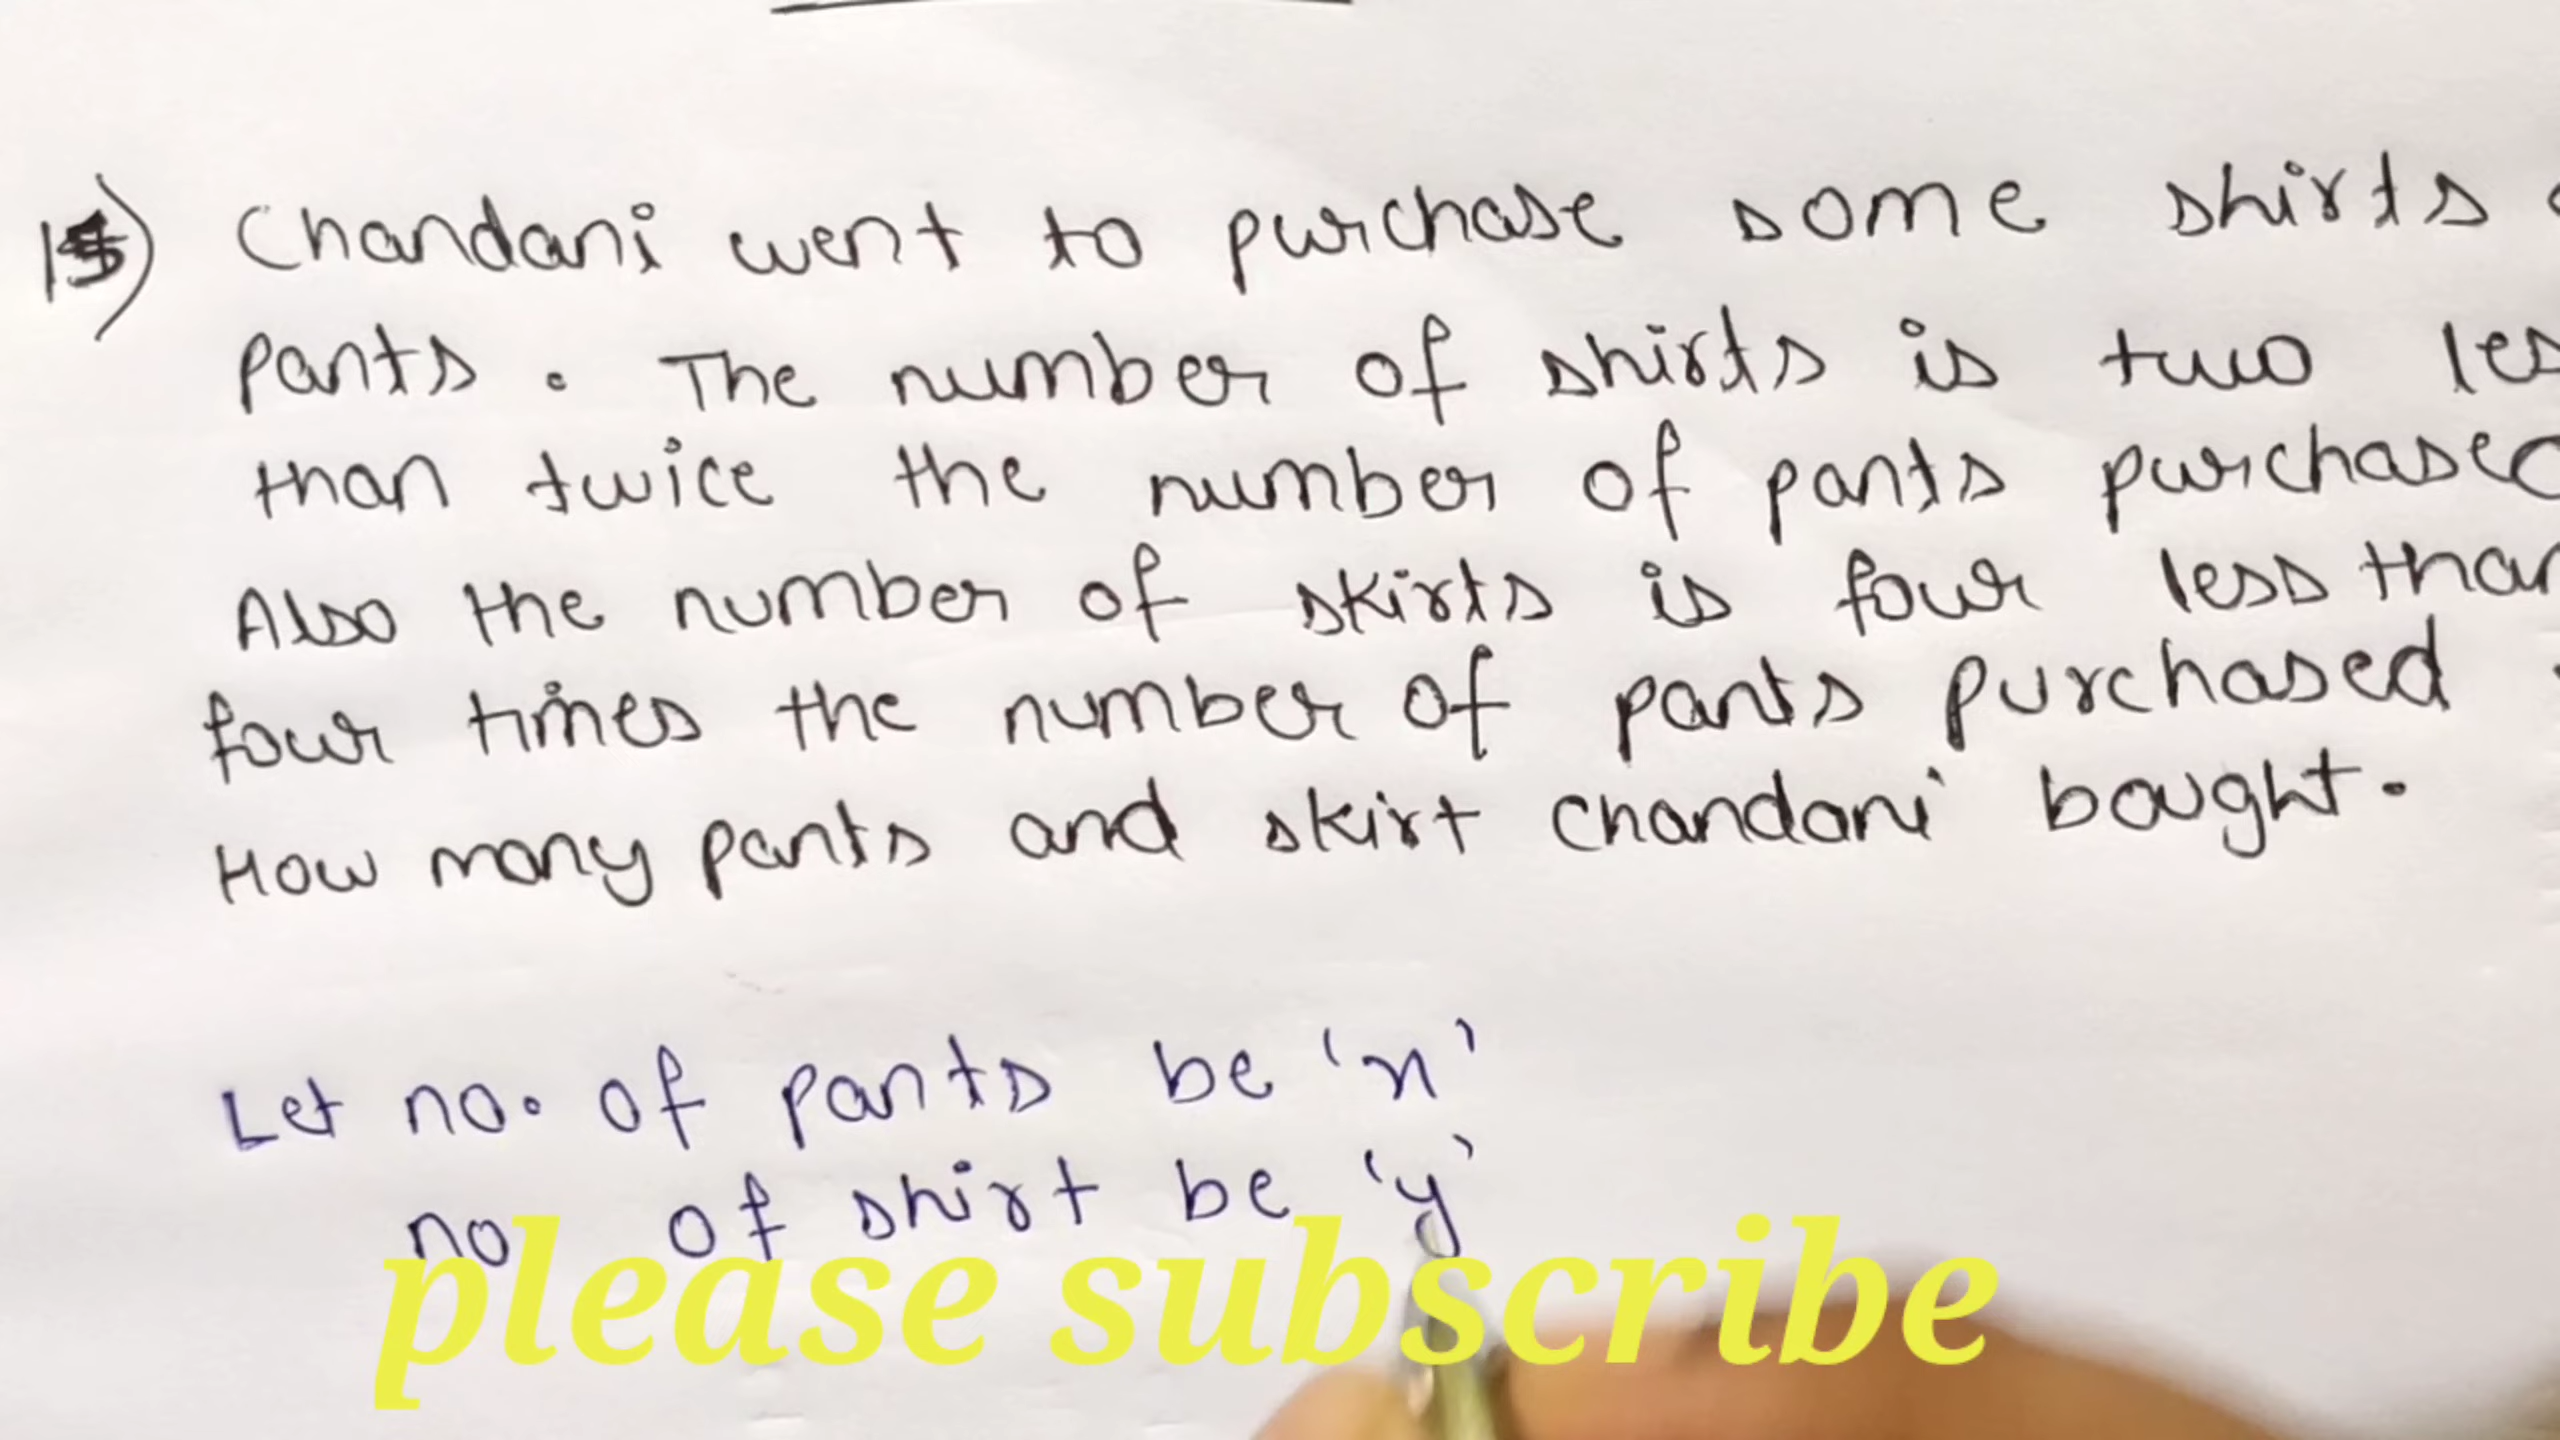 15) Chandani went to purchase some shirts
pants. The number of shirts is two les
than twice the number of pants purchased
Also the number of skirts is four less than
four times the number of pants purchased
How many pants and skirt Chandani bought.
Let no. of pants be 'x'
no. of shirt be 'y'
please subscribe